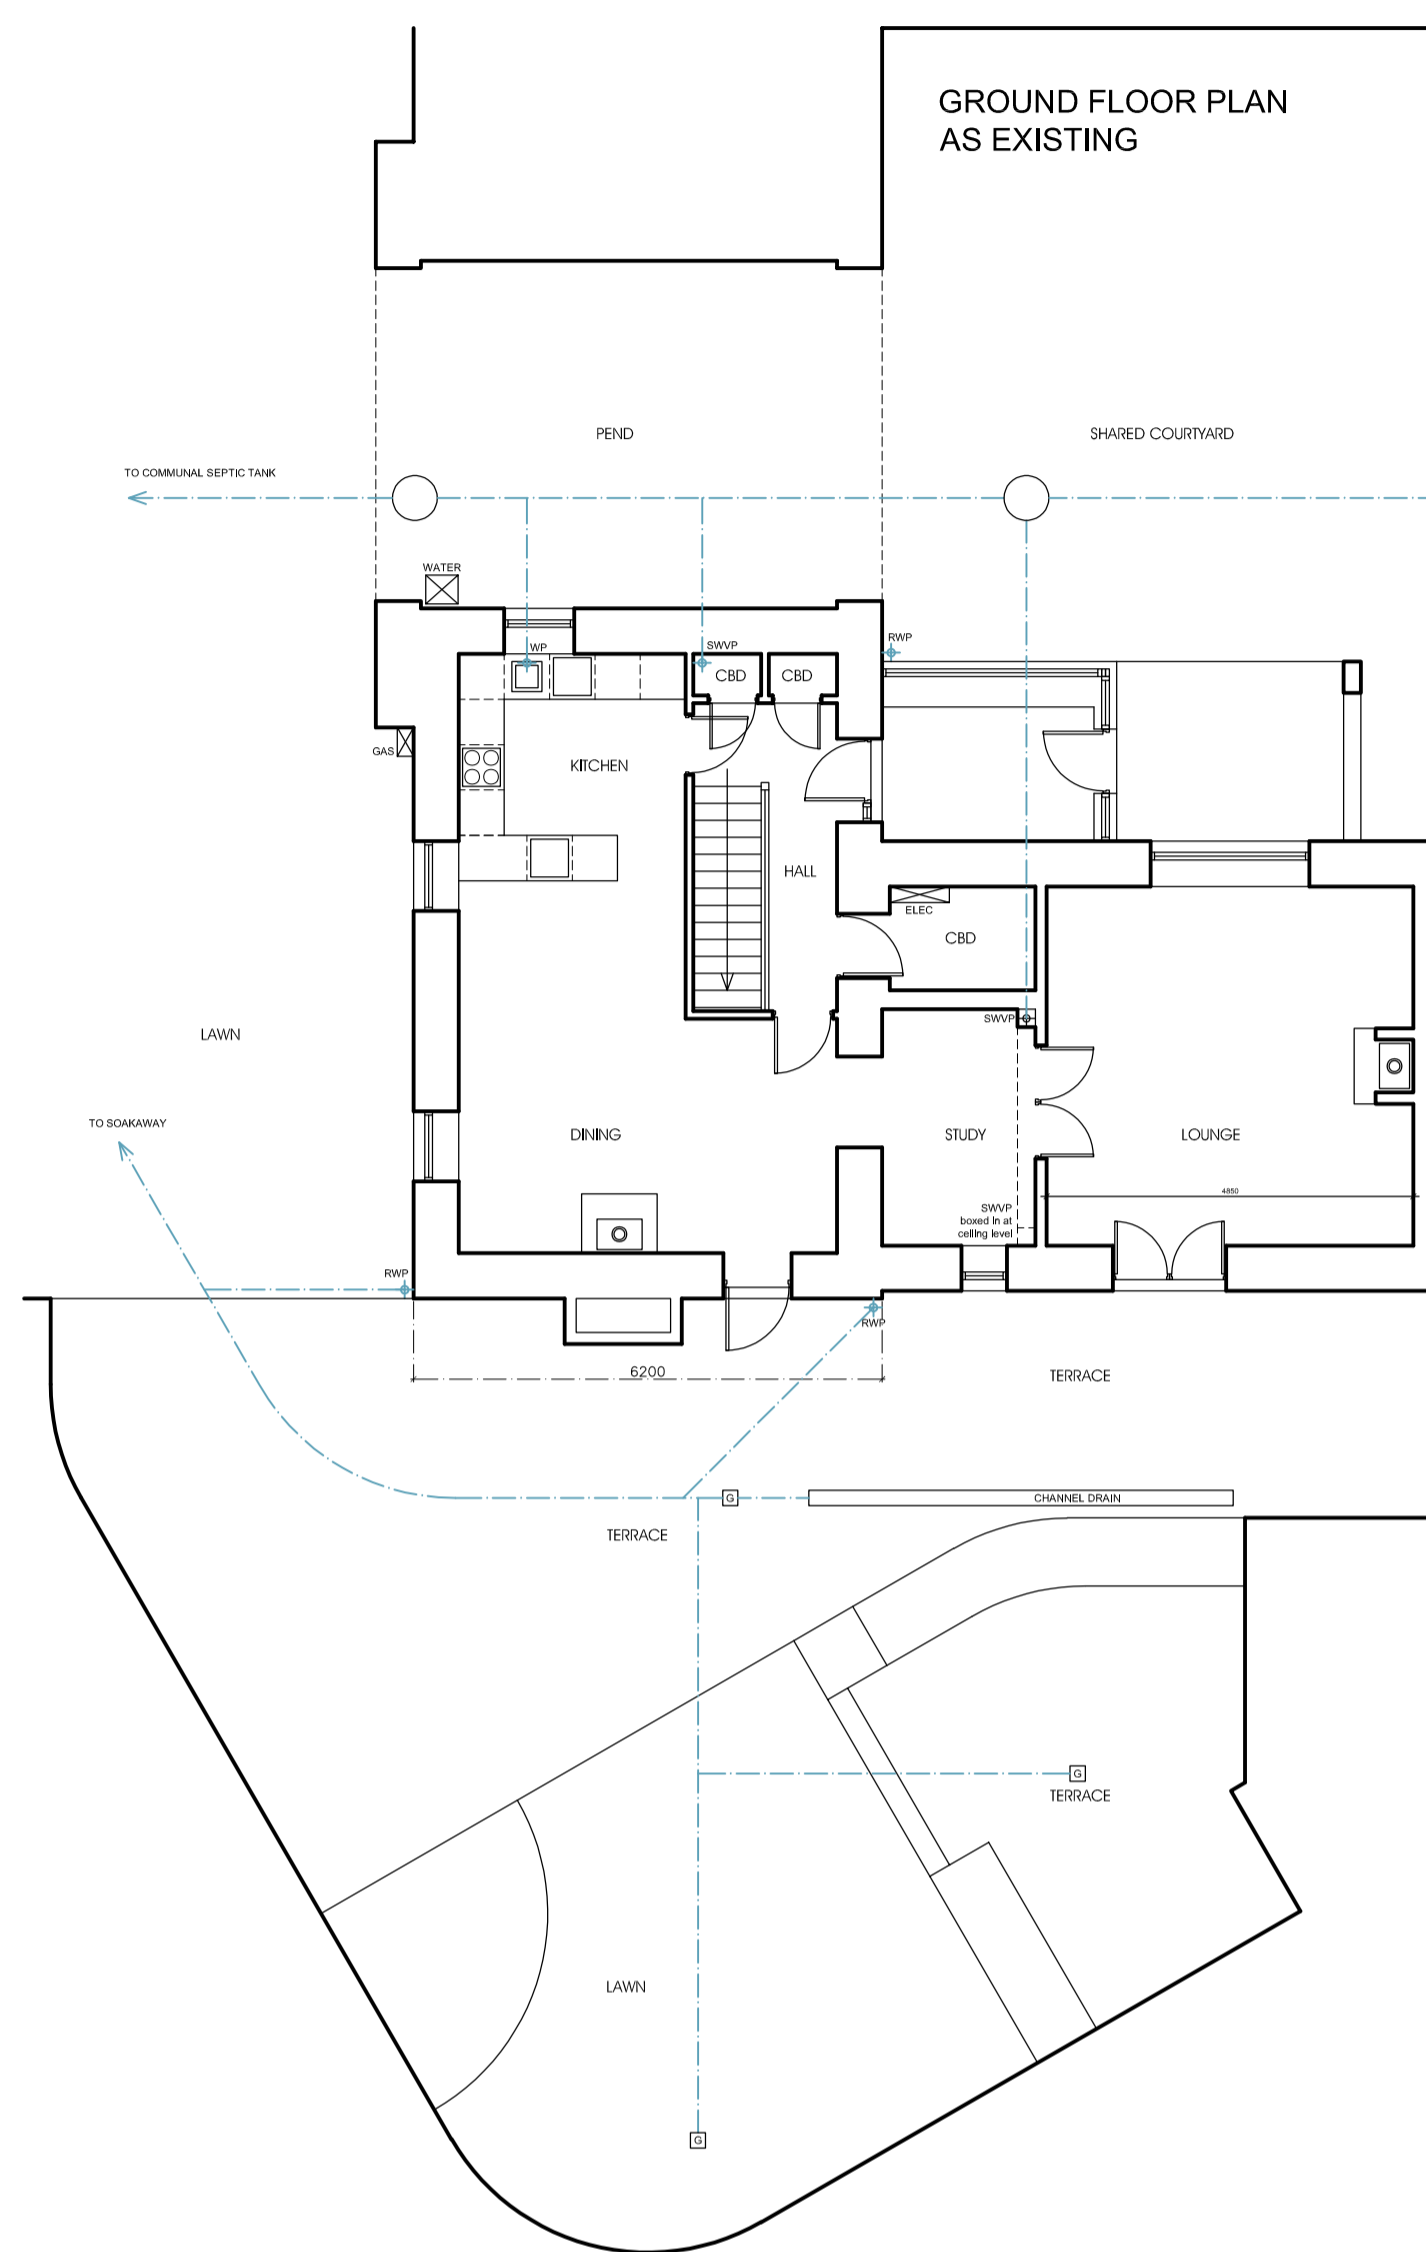 GROUND FLOOR PLAN
AS EXISTING
PEND
SHARED COURTYARD
TO COMMUNAL SEPTIC TANK
WATER
WP
SWVP
RWP
CBD
CBD
GAS
KITCHEN
HALL
ELEC
CBD
LAWN
SWVP
TO SOAKAWAY
DINING
STUDY
LOUNGE
4850
SWVP
boxed in at
ceiling level
RWP
RWP
6200
TERRACE
G
CHANNEL DRAIN
TERRACE
G
TERRACE
LAWN
G